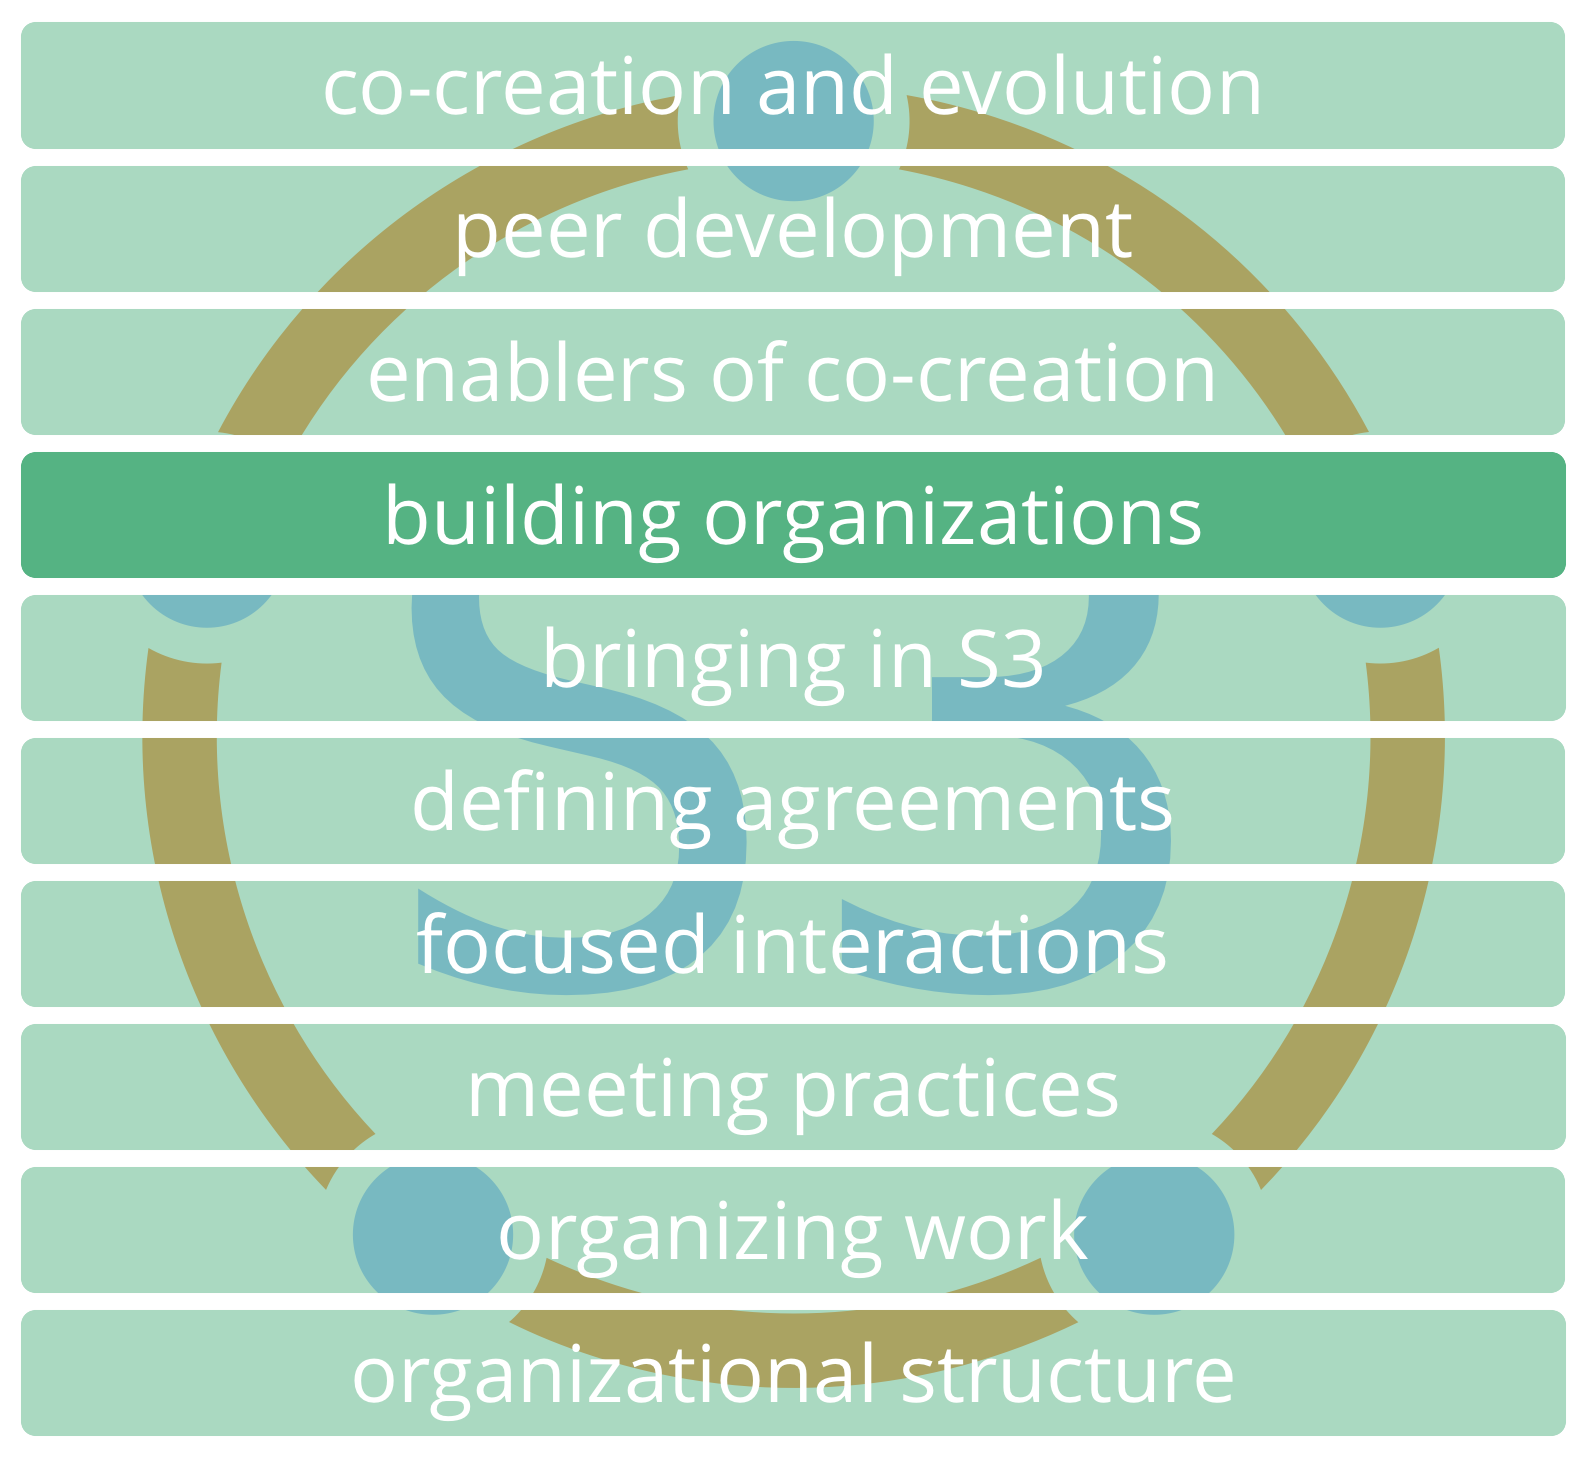 co-creation and evolution
peer development
enablers of co-creation
building organizations
bringing in S3
defining agreements
focused interactions
meeting practices
organizing work
organizational structure
S3